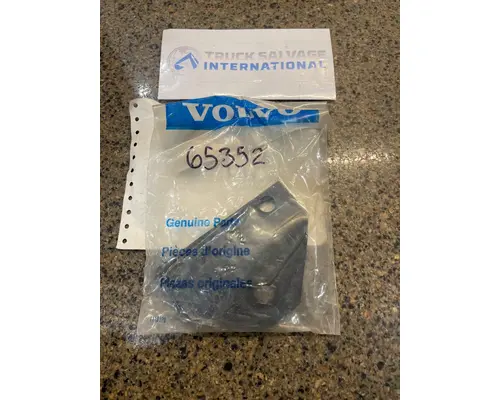 TRUCK SALVAGE
INTERNATIONAL
VOLVO
65352
Genuine Parts
Pièces d'origine
Piezas originales